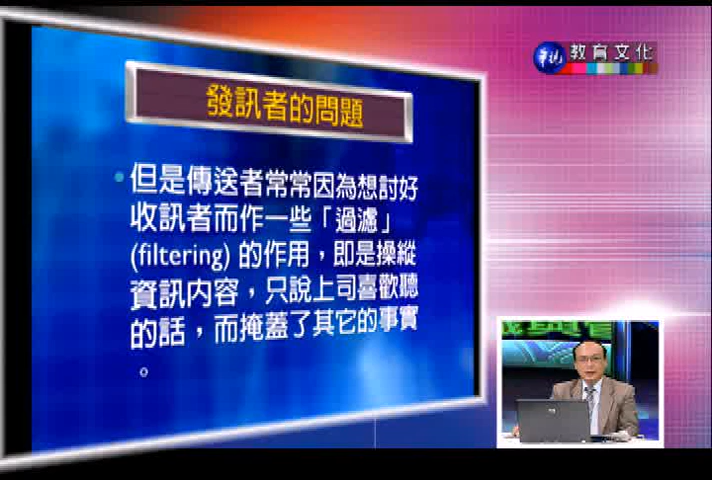 華視 教育文化
發訊者的問題
•但是傳送者常常因為想討好
收訊者而作一些「過濾」
(filtering) 的作用，即是操縱
資訊内容，只說上司喜歡聽
的話，而掩蓋了其它的事實
。